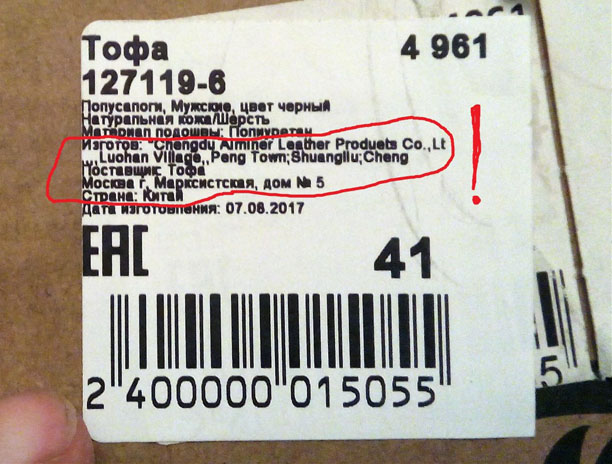 Тофа 4 961
127119-6
Полусапоги, Мужские, цвет черный
Натуральная кожа/Шерсть
Материал подошвы: Полиуретан
Изготов: "Chengdu Aiminer Leather Products Co.,Lt
,,,Luohan Village,,Peng Town;Shuangliu;Cheng
Поставщик: Тофа
Москва г, Марксистская, дом № 5
Страна: Китай
Дата изготовления: 07.06.2017
EAC 41
2 400000 015055
!
5